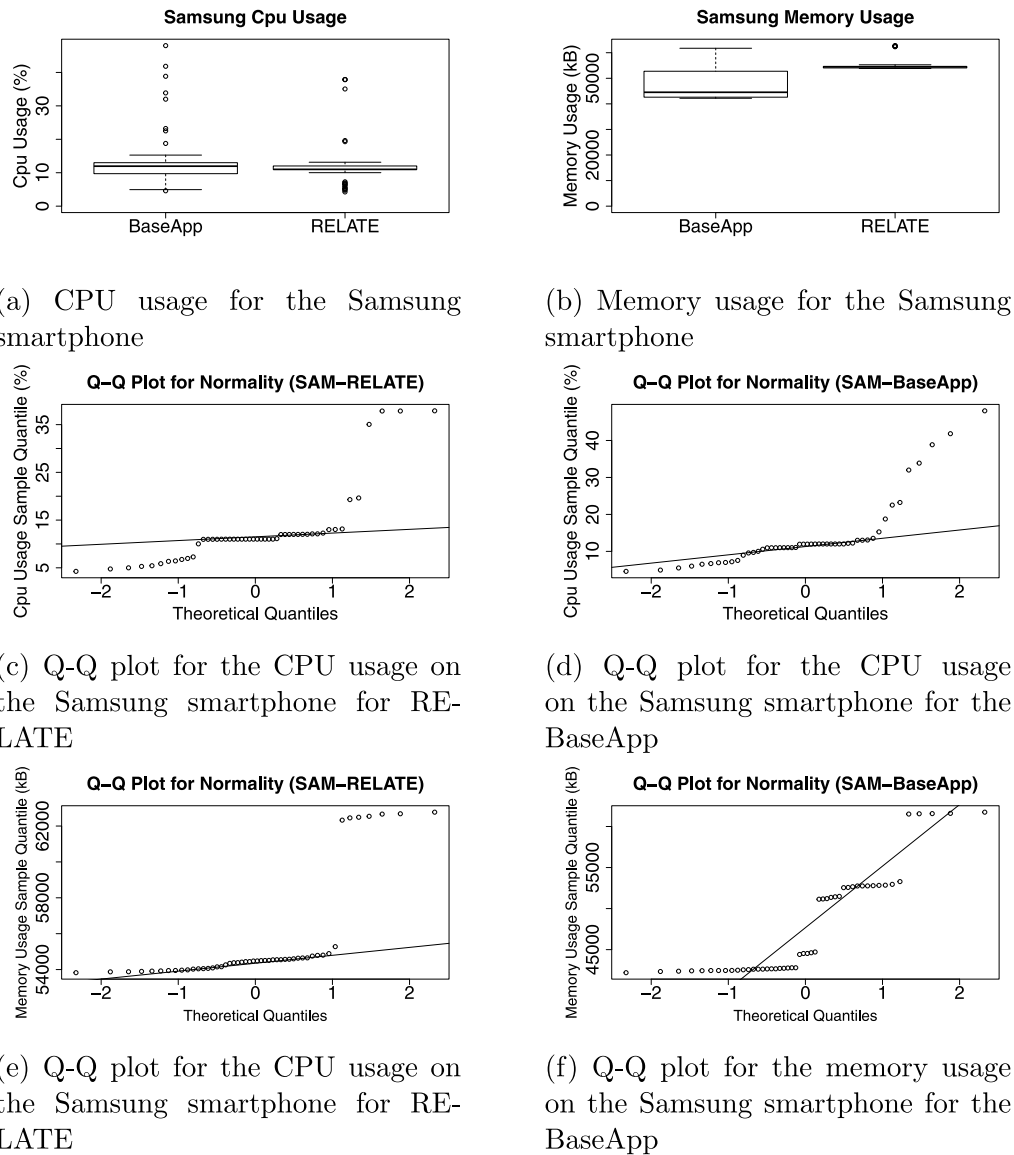 Samsung Cpu Usage
Cpu Usage (%)
0 10 30
BaseApp RELATE
Samsung Memory Usage
Memory Usage (kB)
0 20000 50000
BaseApp RELATE
(a) CPU usage for the Samsung
smartphone
(b) Memory usage for the Samsung
smartphone
Q–Q Plot for Normality (SAM–RELATE)
Cpu Usage Sample Quantile (%)
5 15 25 35
−2 −1 0 1 2
Theoretical Quantiles
Q–Q Plot for Normality (SAM–BaseApp)
Cpu Usage Sample Quantile (%)
10 20 30 40
−2 −1 0 1 2
Theoretical Quantiles
(c) Q-Q plot for the CPU usage on
the Samsung smartphone for RE-
LATE
(d) Q-Q plot for the CPU usage
on the Samsung smartphone for the
BaseApp
Q–Q Plot for Normality (SAM–RELATE)
Memory Usage Sample Quantile (kB)
54000 58000 62000
−2 −1 0 1 2
Theoretical Quantiles
Q–Q Plot for Normality (SAM–BaseApp)
Memory Usage Sample Quantile (kB)
45000 55000
−2 −1 0 1 2
Theoretical Quantiles
(e) Q-Q plot for the CPU usage on
the Samsung smartphone for RE-
LATE
(f) Q-Q plot for the memory usage
on the Samsung smartphone for the
BaseApp